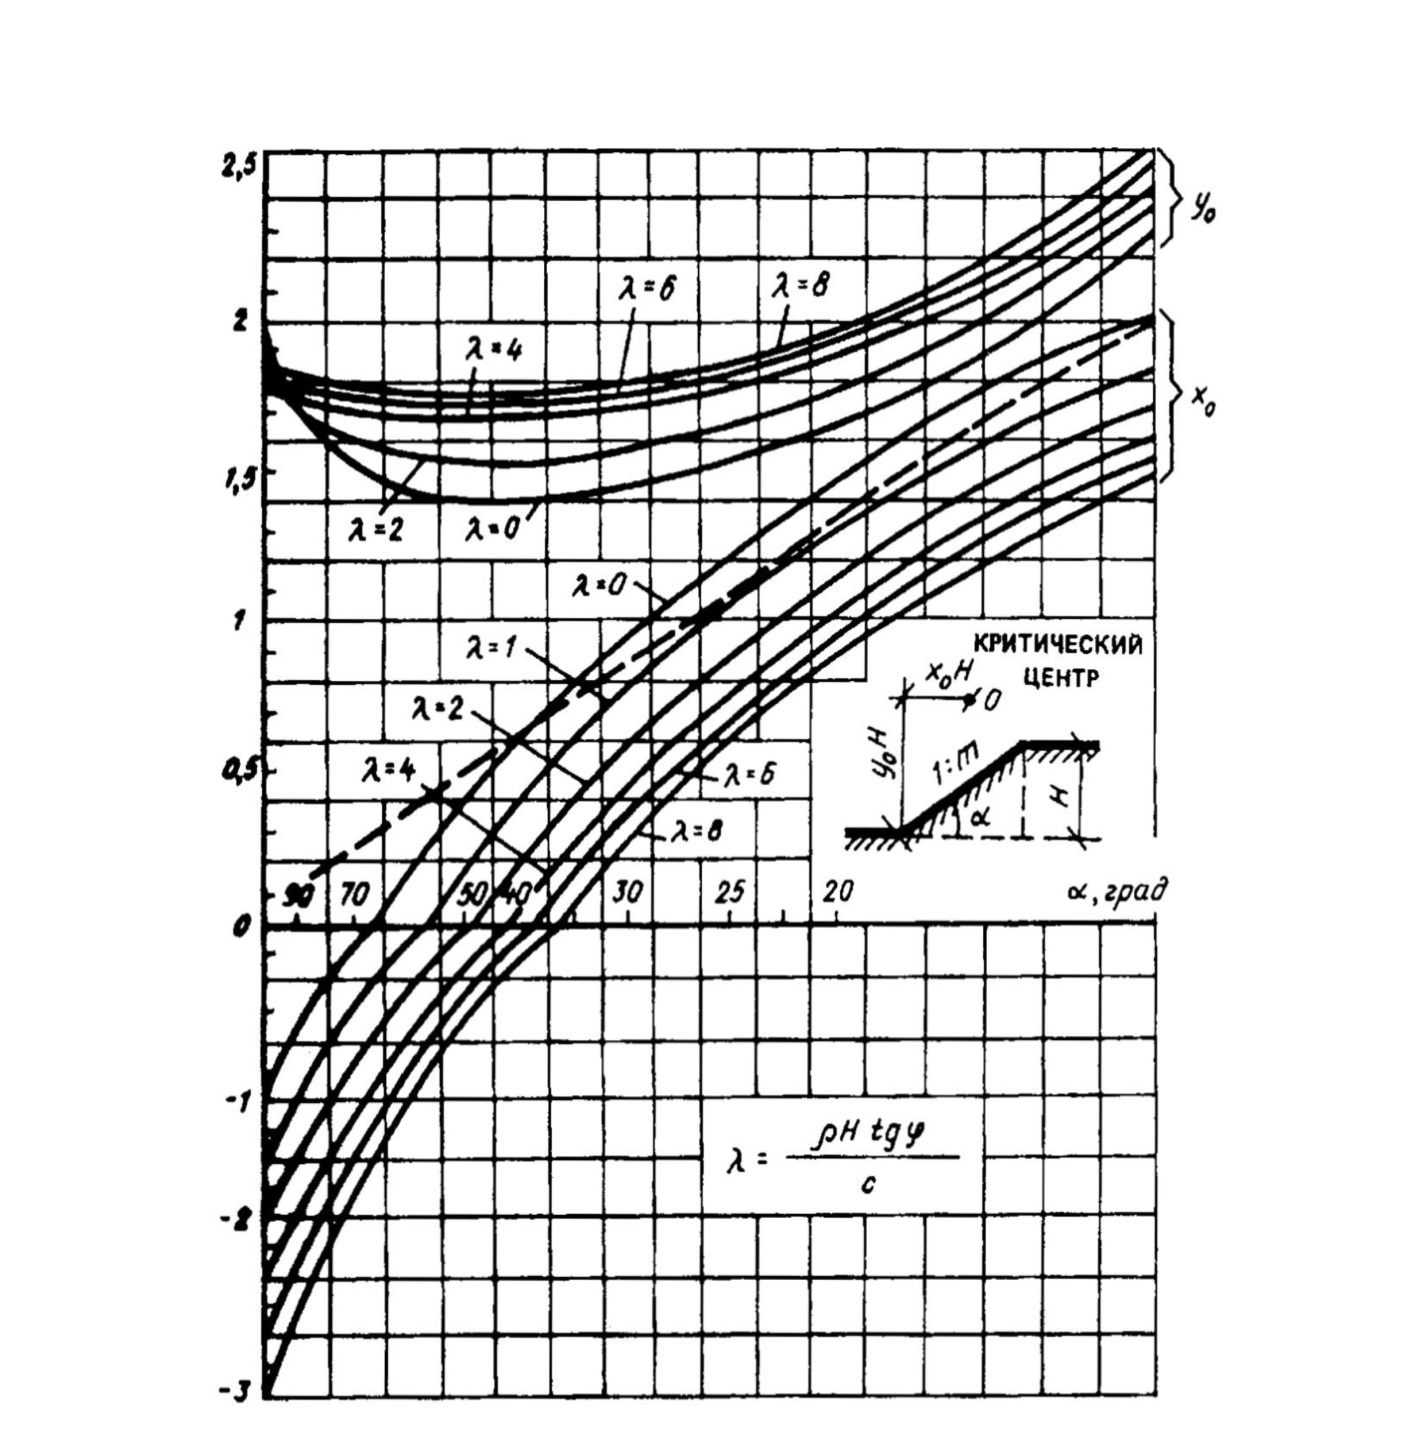 2,5
y₀
λ=6
λ=8
2
λ=4
x₀
1,5
λ=2
λ=0
λ=0
1
λ=1
КРИТИЧЕСКИЙ
ЦЕНТР
x₀H
O
λ=2
y₀H
1:m
λ=4
0,5
λ=6
H
α
λ=8
90 70 50 40 30 25 20 α, град
0
-1
λ = ρH tgφ
c
-2
-3